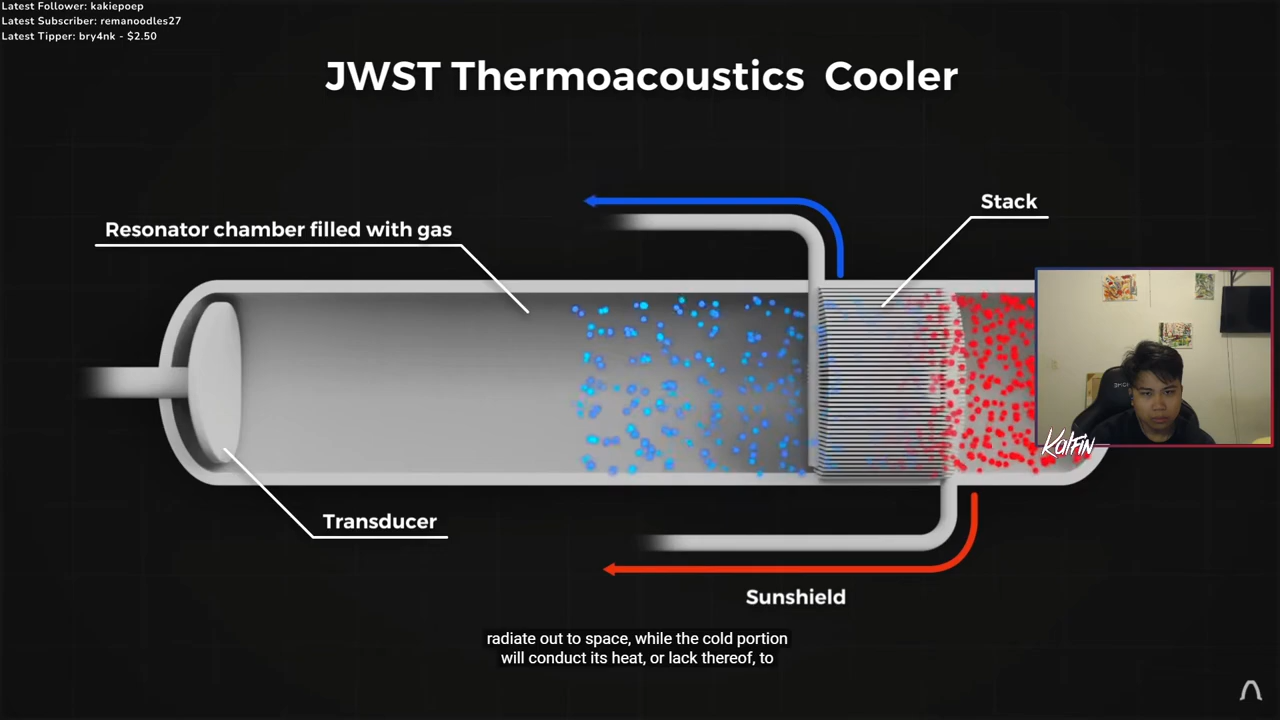 Latest Follower: kakiepoep
Latest Subscriber: remanoodles27
Latest Tipper: bry4nk - $2.50
JWST Thermoacoustics Cooler
Stack
Resonator chamber filled with gas
Kalfin
Transducer
Sunshield
radiate out to space, while the cold portion
will conduct its heat, or lack thereof, to